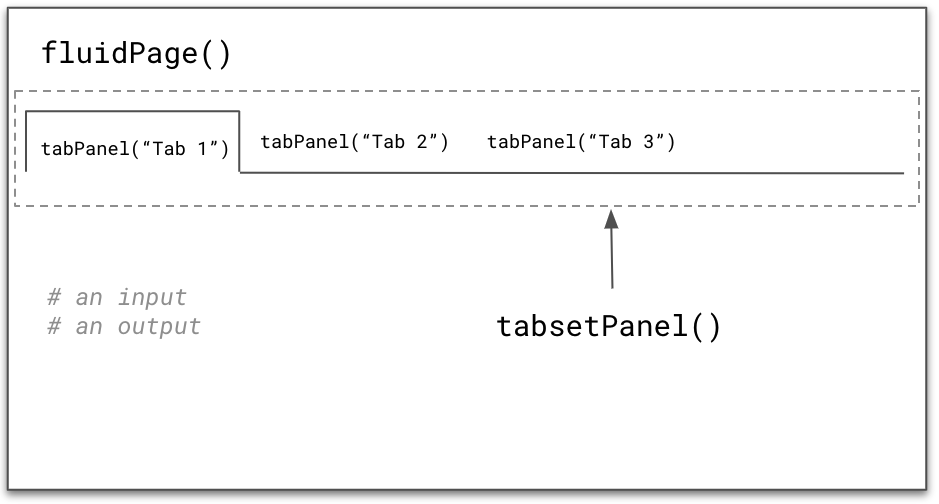 fluidPage()
tabPanel(“Tab 1”) tabPanel(“Tab 2”) tabPanel(“Tab 3”)
# an input
# an output
tabsetPanel()